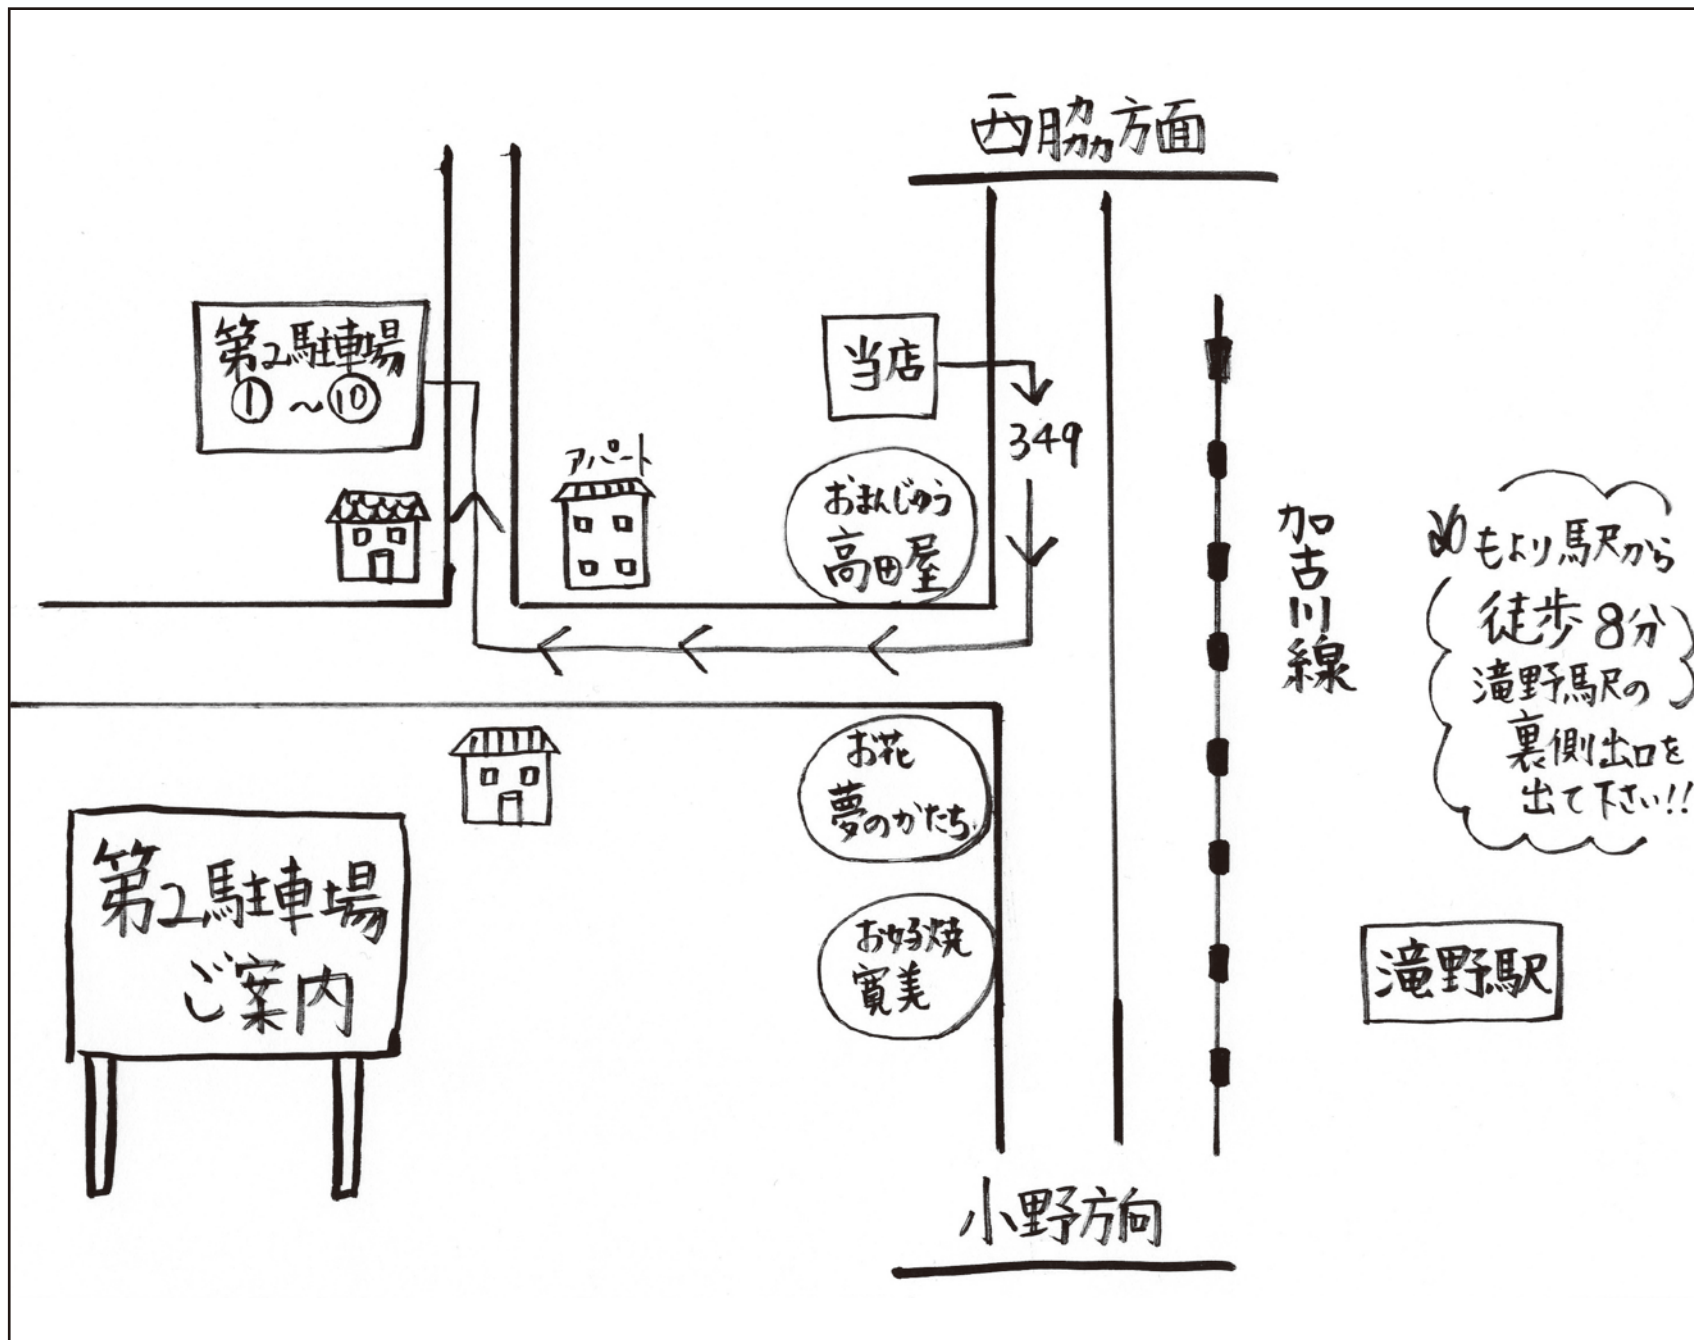 西脇方面
第2駐車場
①～⑩
当店
349
アパート
おまんじゅう
高田屋
加古川線
もより駅から
徒歩8分
滝野駅の
裏側出口を
出て下さい!!
お花
夢のかたち
お好焼
寛美
第2駐車場
ご案内
滝野駅
小野方向